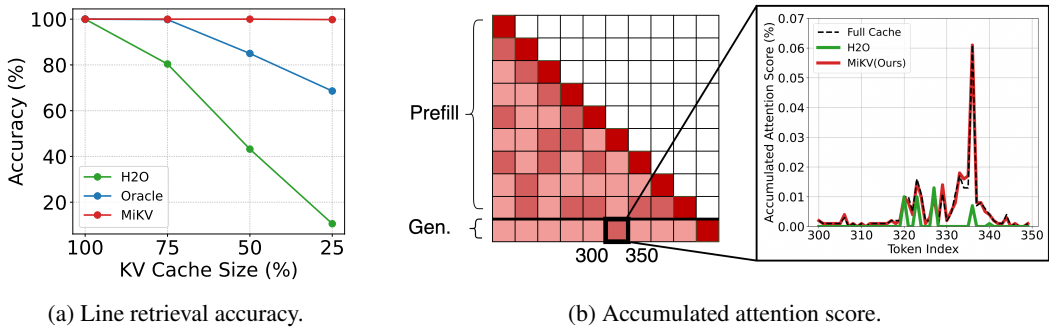 100
80
60
40
20
Accuracy (%)
H2O
Oracle
MiKV
100
75
50
25
KV Cache Size (%)
(a) Line retrieval accuracy.
Prefill
Gen.
300
350
0.07
0.06
0.05
0.04
0.03
0.02
0.01
0.00
Accumulated Attention Score (%)
Full Cache
H2O
MiKV(Ours)
300
310
320
330
340
350
Token Index
(b) Accumulated attention score.